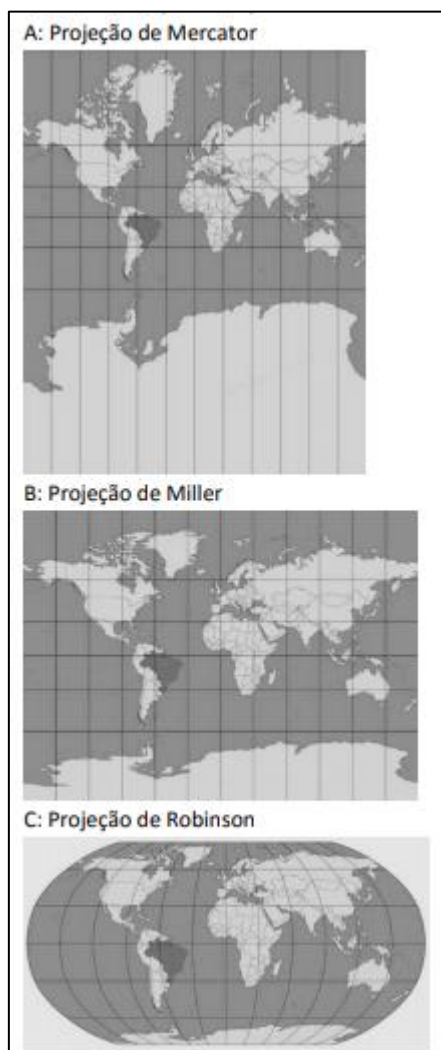 A: Projeção de Mercator
B: Projeção de Miller
C: Projeção de Robinson